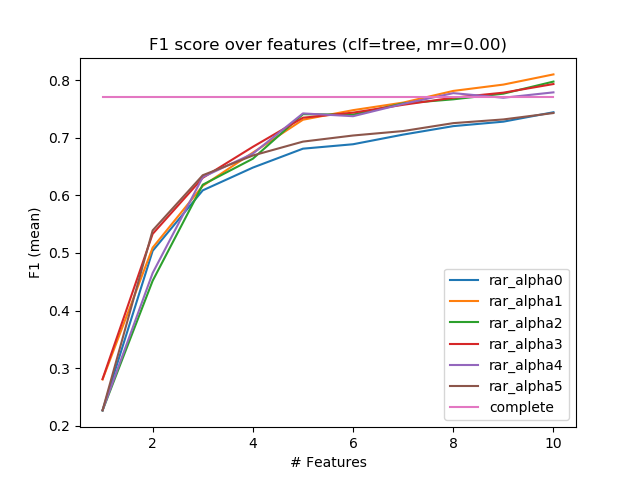 F1 score over features (clf=tree, mr=0.00)
F1 (mean)
0.8
0.7
0.6
0.5
0.4
0.3
0.2
2
4
6
8
10
# Features
rar_alpha0
rar_alpha1
rar_alpha2
rar_alpha3
rar_alpha4
rar_alpha5
complete